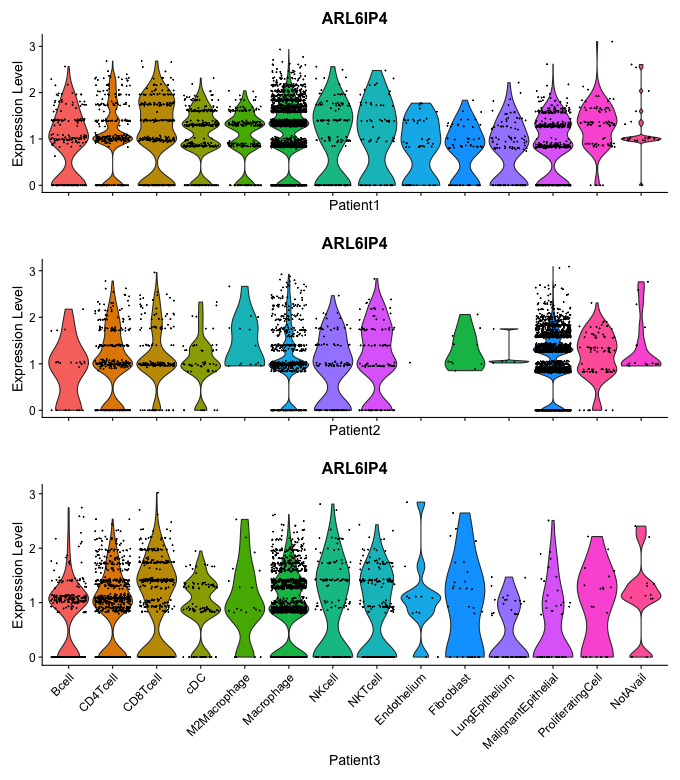 ARL6IP4
Expression Level
3
2
1
0
Patient1
ARL6IP4
Expression Level
3
2
1
0
Patient2
ARL6IP4
Expression Level
3
2
1
0
Bcell
CD4Tcell
CD8Tcell
cDC
M2Macrophage
Macrophage
NKcell
NKTcell
Endothelium
Fibroblast
LungEpithelium
MalignantEpithelial
ProliferatingCell
NotAvail
Patient3